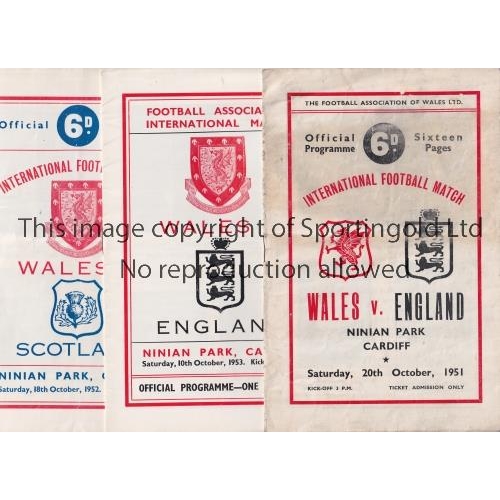 Official 6D.
INTERNATIONAL FOOT
WALES
SCOTLA
NINIAN PARK, C
Saturday, 18th October, 1952.
FOOTBALL ASSOCIA
INTERNATIONAL MA
WALES
ENGLAN
NINIAN PARK, CA
Saturday, 10th October, 1953. Kick
OFFICIAL PROGRAMME—ONE
THE FOOTBALL ASSOCIATION OF WALES LTD.
Official Programme 6D. Sixteen Pages
INTERNATIONAL FOOTBALL MATCH
WALES v. ENGLAND
NINIAN PARK
CARDIFF
Saturday, 20th October, 1951
KICK-OFF 3 P.M. TICKET ADMISSION ONLY
This image copyright of Sportingold Ltd
No reproduction allowed